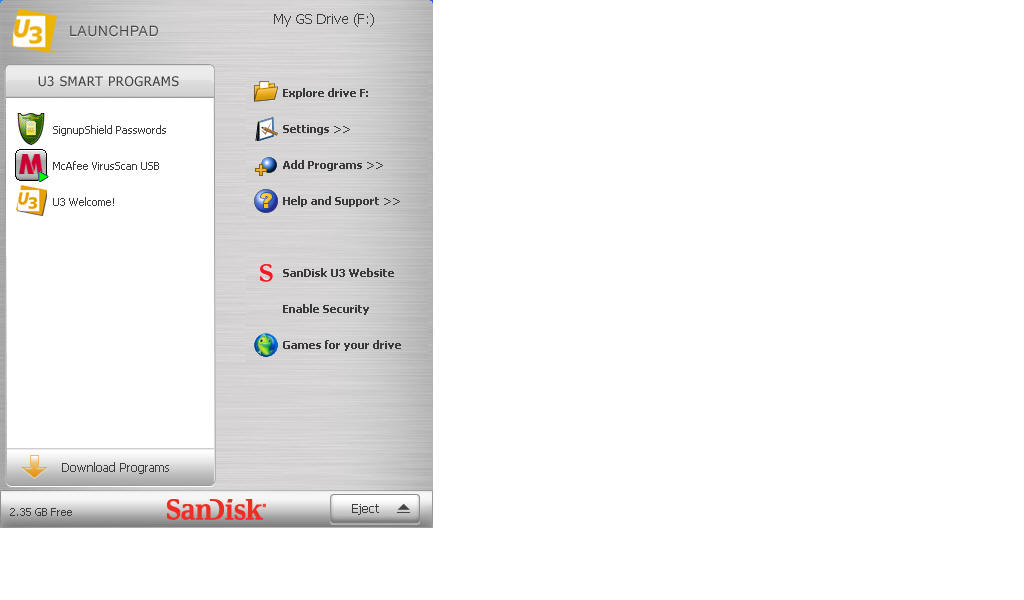 U3
LAUNCHPAD
My GS Drive (F:)
U3 SMART PROGRAMS
SignupShield Passwords
M
McAfee VirusScan USB
U3
U3 Welcome!
Download Programs
Explore drive F:
Settings >>
Add Programs >>
?
Help and Support >>
S
SanDisk U3 Website
Enable Security
Games for your drive
2.35 GB Free
SanDisk
Eject